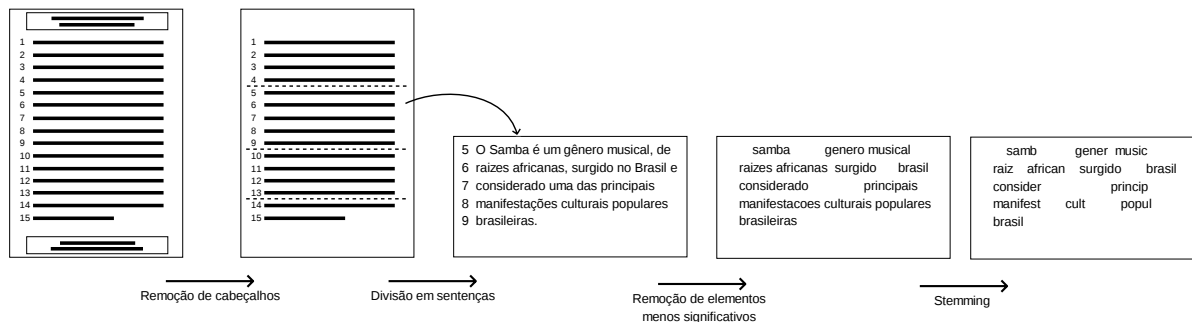 1
2
3
4
5
6
7
8
9
10
11
12
13
14
15
1
2
3
4
5
6
7
8
9
10
11
12
13
14
15
5 O Samba é um gênero musical, de
6 raizes africanas, surgido no Brasil e
7 considerado uma das principais
8 manifestações culturais populares
9 brasileiras.
samba genero musical
raizes africanas surgido brasil
considerado principais
manifestacoes culturais populares
brasileiras
samb gener music
raiz african surgido brasil
consider princip
manifest cult popul
brasil
Remoção de cabeçalhos
Divisão em sentenças
Remoção de elementos
menos significativos
Stemming